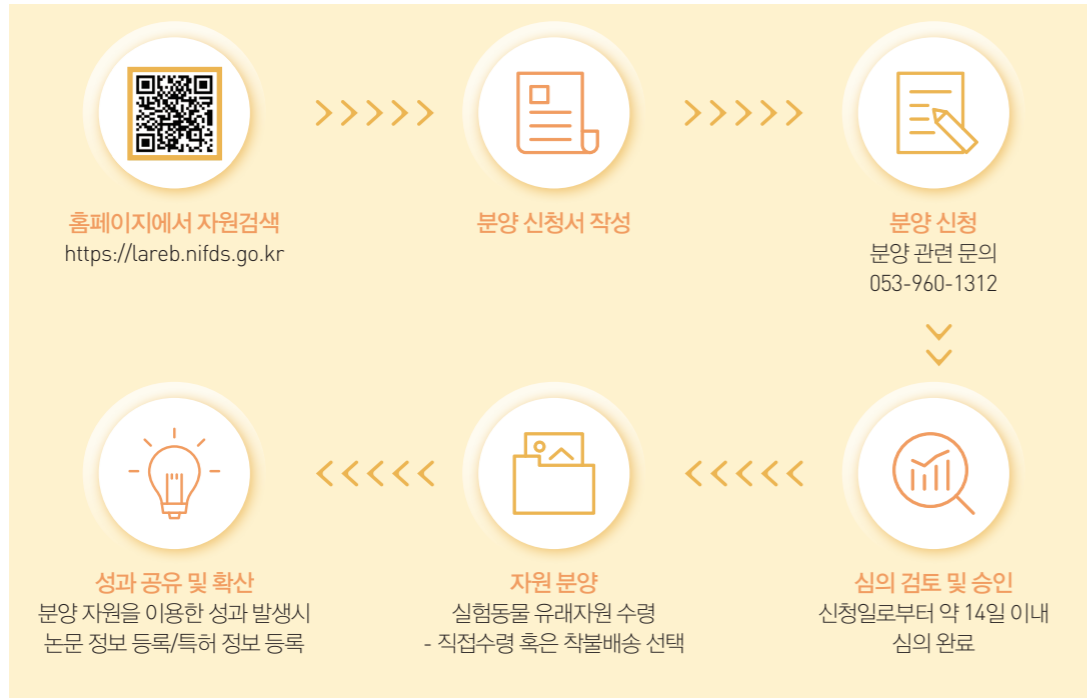 홈페이지에서 자원검색
https://lareb.nifds.go.kr
분양 신청서 작성
분양 신청
분양 관련 문의
053-960-1312
심의 검토 및 승인
신청일로부터 약 14일 이내
심의 완료
자원 분양
실험동물 유래자원 수령
- 직접수령 혹은 착불배송 선택
성과 공유 및 확산
분양 자원을 이용한 성과 발생시
논문 정보 등록/특허 정보 등록